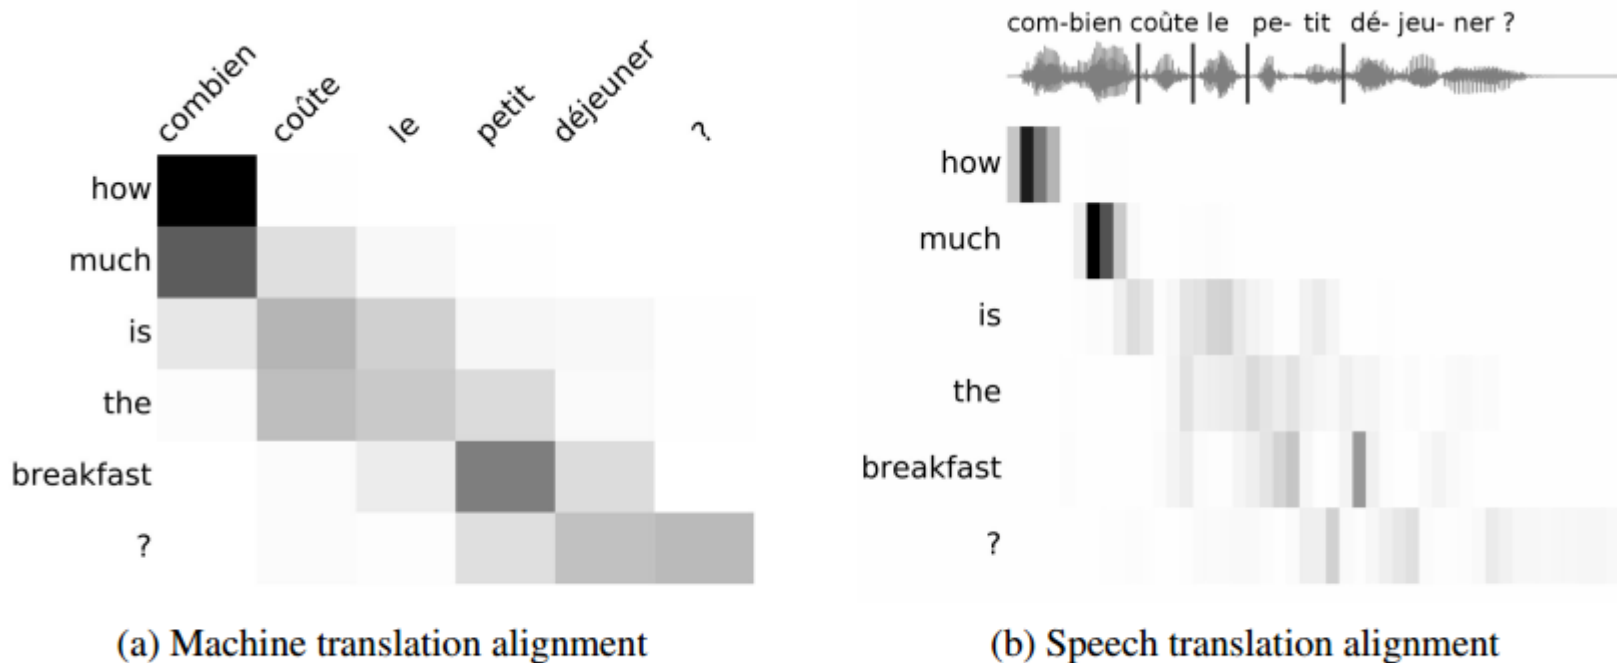 combien coûte le petit déjeuner ?
how
much
is
the
breakfast
?
(a) Machine translation alignment
com-bien coûte le pe- tit dé- jeu- ner ?
how
much
is
the
breakfast
?
(b) Speech translation alignment